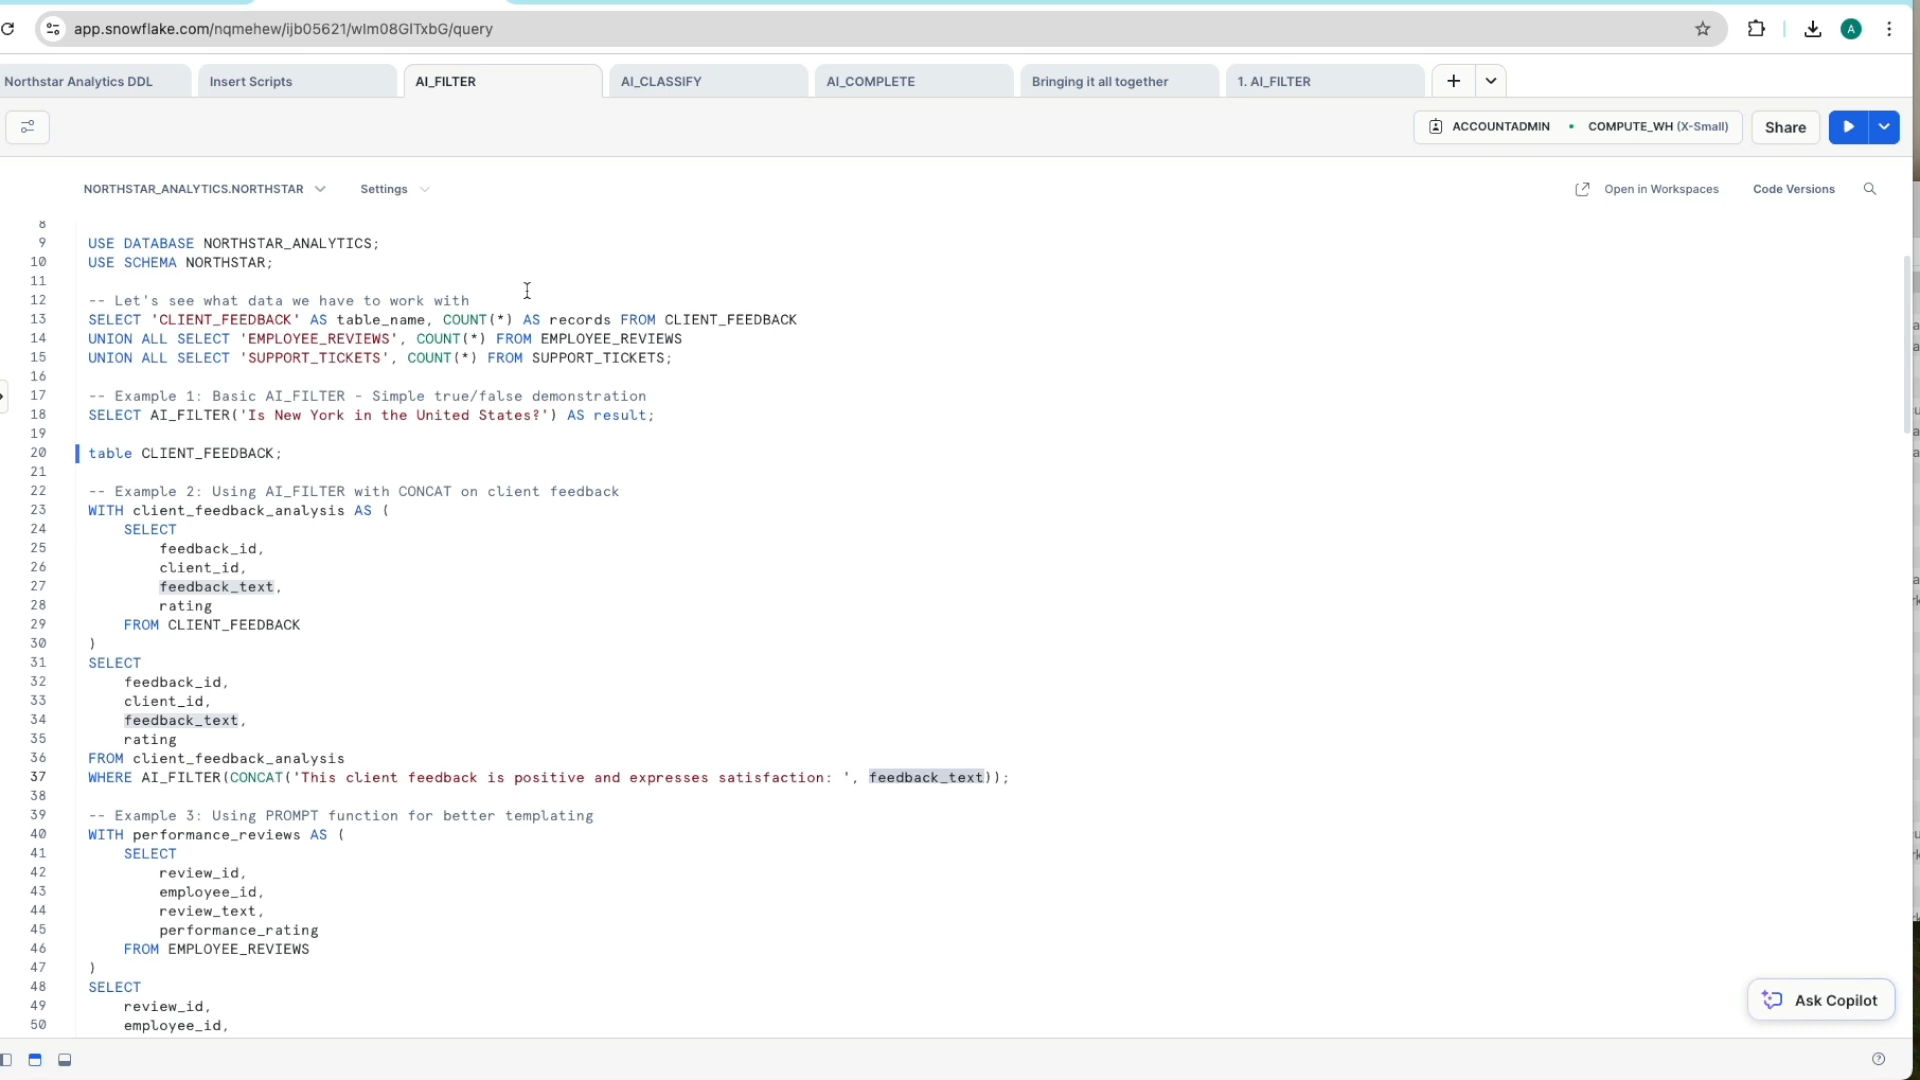 app.snowflake.com/nqmehew/ijb05621/wlm08GlTxbG/query
A
Northstar Analytics DDL
Insert Scripts
AI_FILTER
AI_CLASSIFY
AI_COMPLETE
Bringing it all together
1. AI_FILTER
ACCOUNTADMIN • COMPUTE_WH (X-Small)
Share
NORTHSTAR_ANALYTICS.NORTHSTAR
Settings
Open in Workspaces
Code Versions
8
9 USE DATABASE NORTHSTAR_ANALYTICS;
10 USE SCHEMA NORTHSTAR;
11
12 -- Let's see what data we have to work with
13 SELECT 'CLIENT_FEEDBACK' AS table_name, COUNT(*) AS records FROM CLIENT_FEEDBACK
14 UNION ALL SELECT 'EMPLOYEE_REVIEWS', COUNT(*) FROM EMPLOYEE_REVIEWS
15 UNION ALL SELECT 'SUPPORT_TICKETS', COUNT(*) FROM SUPPORT_TICKETS;
16
17 -- Example 1: Basic AI_FILTER - Simple true/false demonstration
18 SELECT AI_FILTER('Is New York in the United States?') AS result;
19
20 table CLIENT_FEEDBACK;
21
22 -- Example 2: Using AI_FILTER with CONCAT on client feedback
23 WITH client_feedback_analysis AS (
24 SELECT
25 feedback_id,
26 client_id,
27 feedback_text,
28 rating
29 FROM CLIENT_FEEDBACK
30 )
31 SELECT
32 feedback_id,
33 client_id,
34 feedback_text,
35 rating
36 FROM client_feedback_analysis
37 WHERE AI_FILTER(CONCAT('This client feedback is positive and expresses satisfaction: ', feedback_text));
38
39 -- Example 3: Using PROMPT function for better templating
40 WITH performance_reviews AS (
41 SELECT
42 review_id,
43 employee_id,
44 review_text,
45 performance_rating
46 FROM EMPLOYEE_REVIEWS
47 )
48 SELECT
49 review_id,
50 employee_id,
Ask Copilot